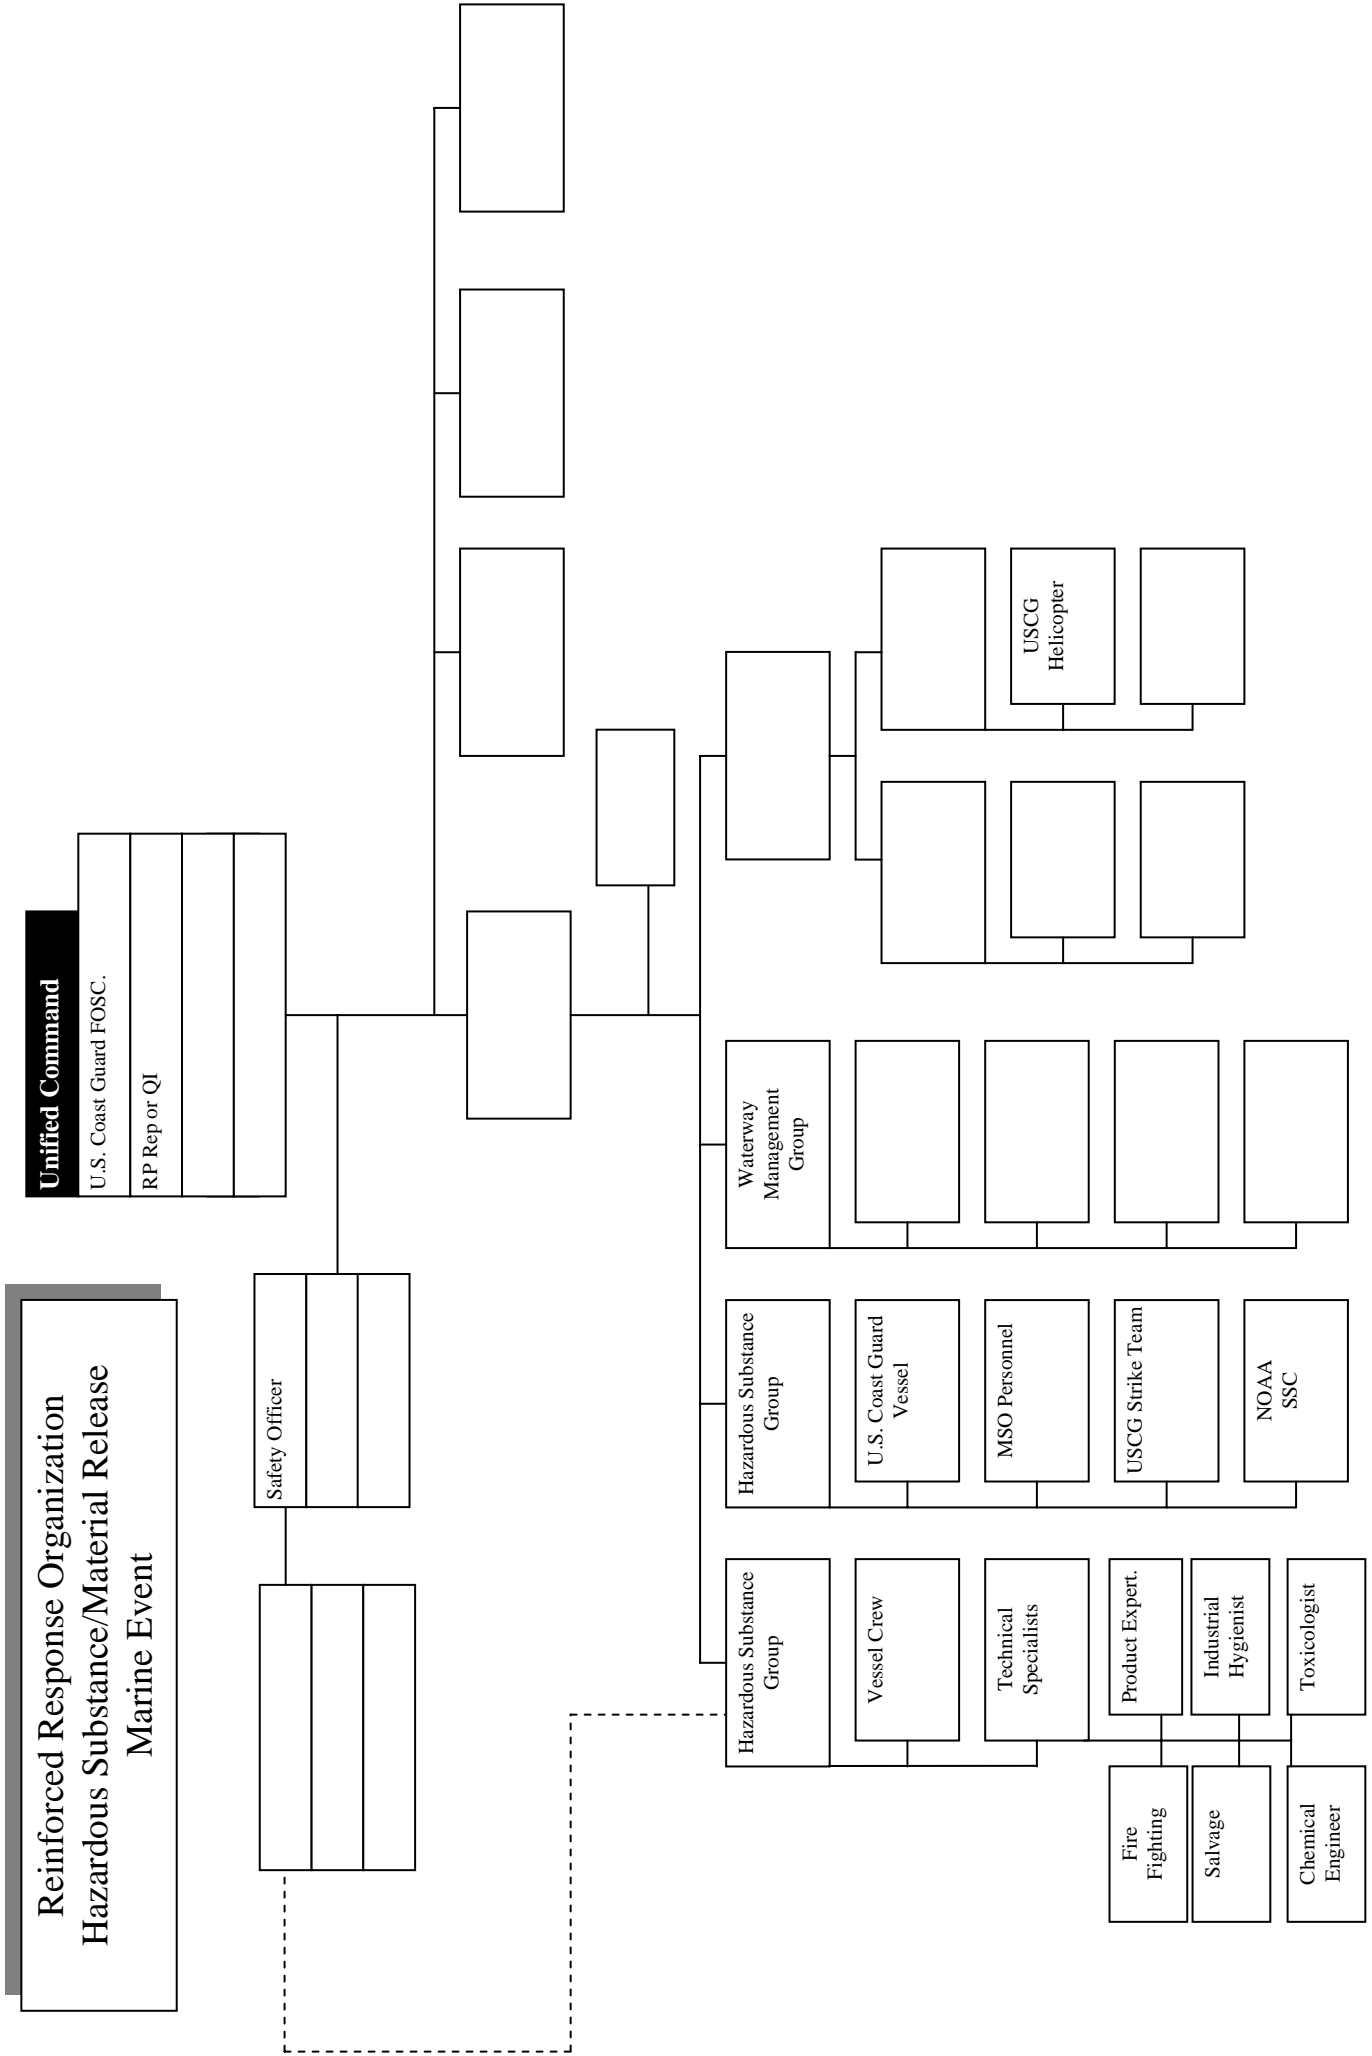 Reinforced Response Organization
Hazardous Substance/Material Release
Marine Event
Unified Command
U.S. Coast Guard FOSC.
RP Rep or QI
Safety Officer
Hazardous Substance
Group
Vessel Crew
Technical
Specialists
Fire
Fighting
Product Expert.
Salvage
Industrial
Hygienist
Chemical
Engineer
Toxicologist
Hazardous Substance
Group
U.S. Coast Guard
Vessel
MSO Personnel
USCG Strike Team
NOAA
SSC
Waterway
Management
Group
USCG
Helicopter